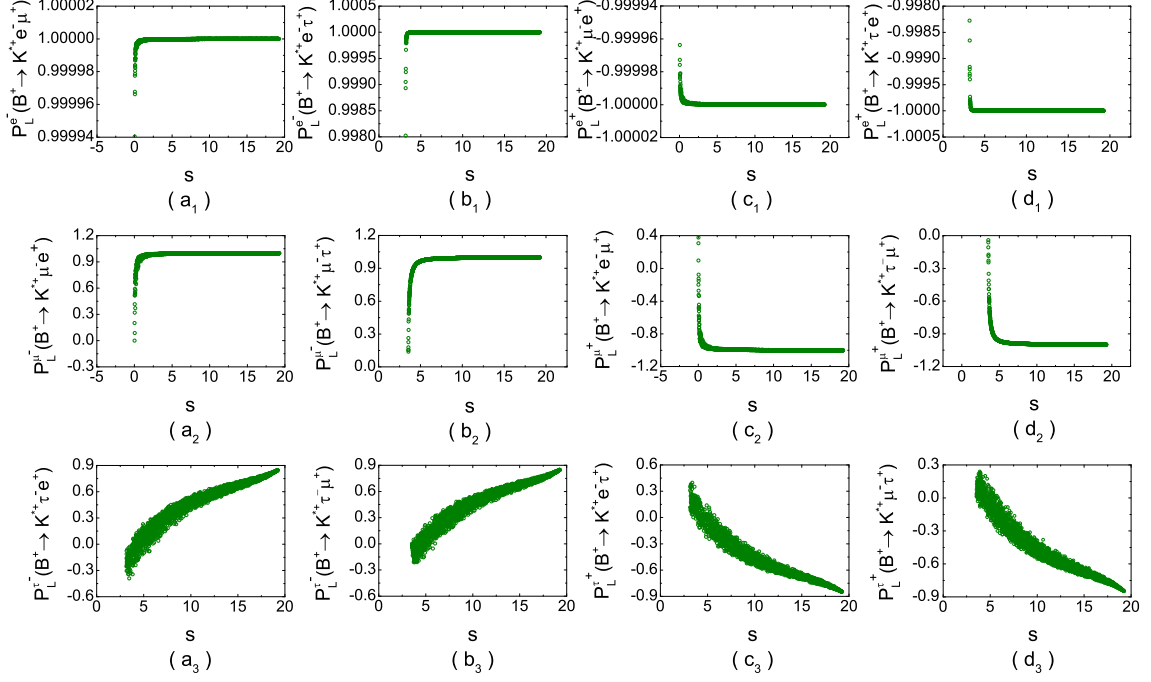 P_L^e^-(B^+→K^*+e^-μ^+)
1.00002
1.00000
0.99998
0.99996
0.99994
-5 0 5 10 15 20
s
( a_1 )
P_L^e^-(B^+→K^*+e^-τ^+)
1.0005
1.0000
0.9995
0.9990
0.9985
0.9980
0 5 10 15 20
s
( b_1 )
P_L^e^+(B^+→K^*+μ^-e^+)
-0.99994
-0.99996
-0.99998
-1.00000
-1.00002
-5 0 5 10 15 20
s
( c_1 )
P_L^e^+(B^+→K^*+τ^-e^+)
-0.9980
-0.9985
-0.9990
-0.9995
-1.0000
-1.0005
0 5 10 15 20
s
( d_1 )
P_L^μ^-(B^+→K^*+μ^-e^+)
1.2
0.9
0.6
0.3
0.0
-0.3
-5 0 5 10 15 20
s
( a_2 )
P_L^μ^-(B^+→K^*+μ^-τ^+)
1.2
0.9
0.6
0.3
0.0
0 5 10 15 20
s
( b_2 )
P_L^μ^+(B^+→K^*+e^-μ^+)
0.4
0.0
-0.4
-0.8
-1.2
-5 0 5 10 15 20
s
( c_2 )
P_L^μ^+(B^+→K^*+τ^-μ^+)
0.0
-0.3
-0.6
-0.9
-1.2
0 5 10 15 20
s
( d_2 )
P_L^τ^-(B^+→K^*+τ^-e^+)
0.9
0.6
0.3
0.0
-0.3
-0.6
0 5 10 15 20
s
( a_3 )
P_L^τ^-(B^+→K^*+τ^-μ^+)
0.9
0.6
0.3
0.0
-0.3
-0.6
0 5 10 15 20
s
( b_3 )
P_L^τ^+(B^+→K^*+e^-τ^+)
0.6
0.3
0.0
-0.3
-0.6
-0.9
0 5 10 15 20
s
( c_3 )
P_L^τ^+(B^+→K^*+μ^-τ^+)
0.3
0.0
-0.3
-0.6
-0.9
0 5 10 15 20
s
( d_3 )